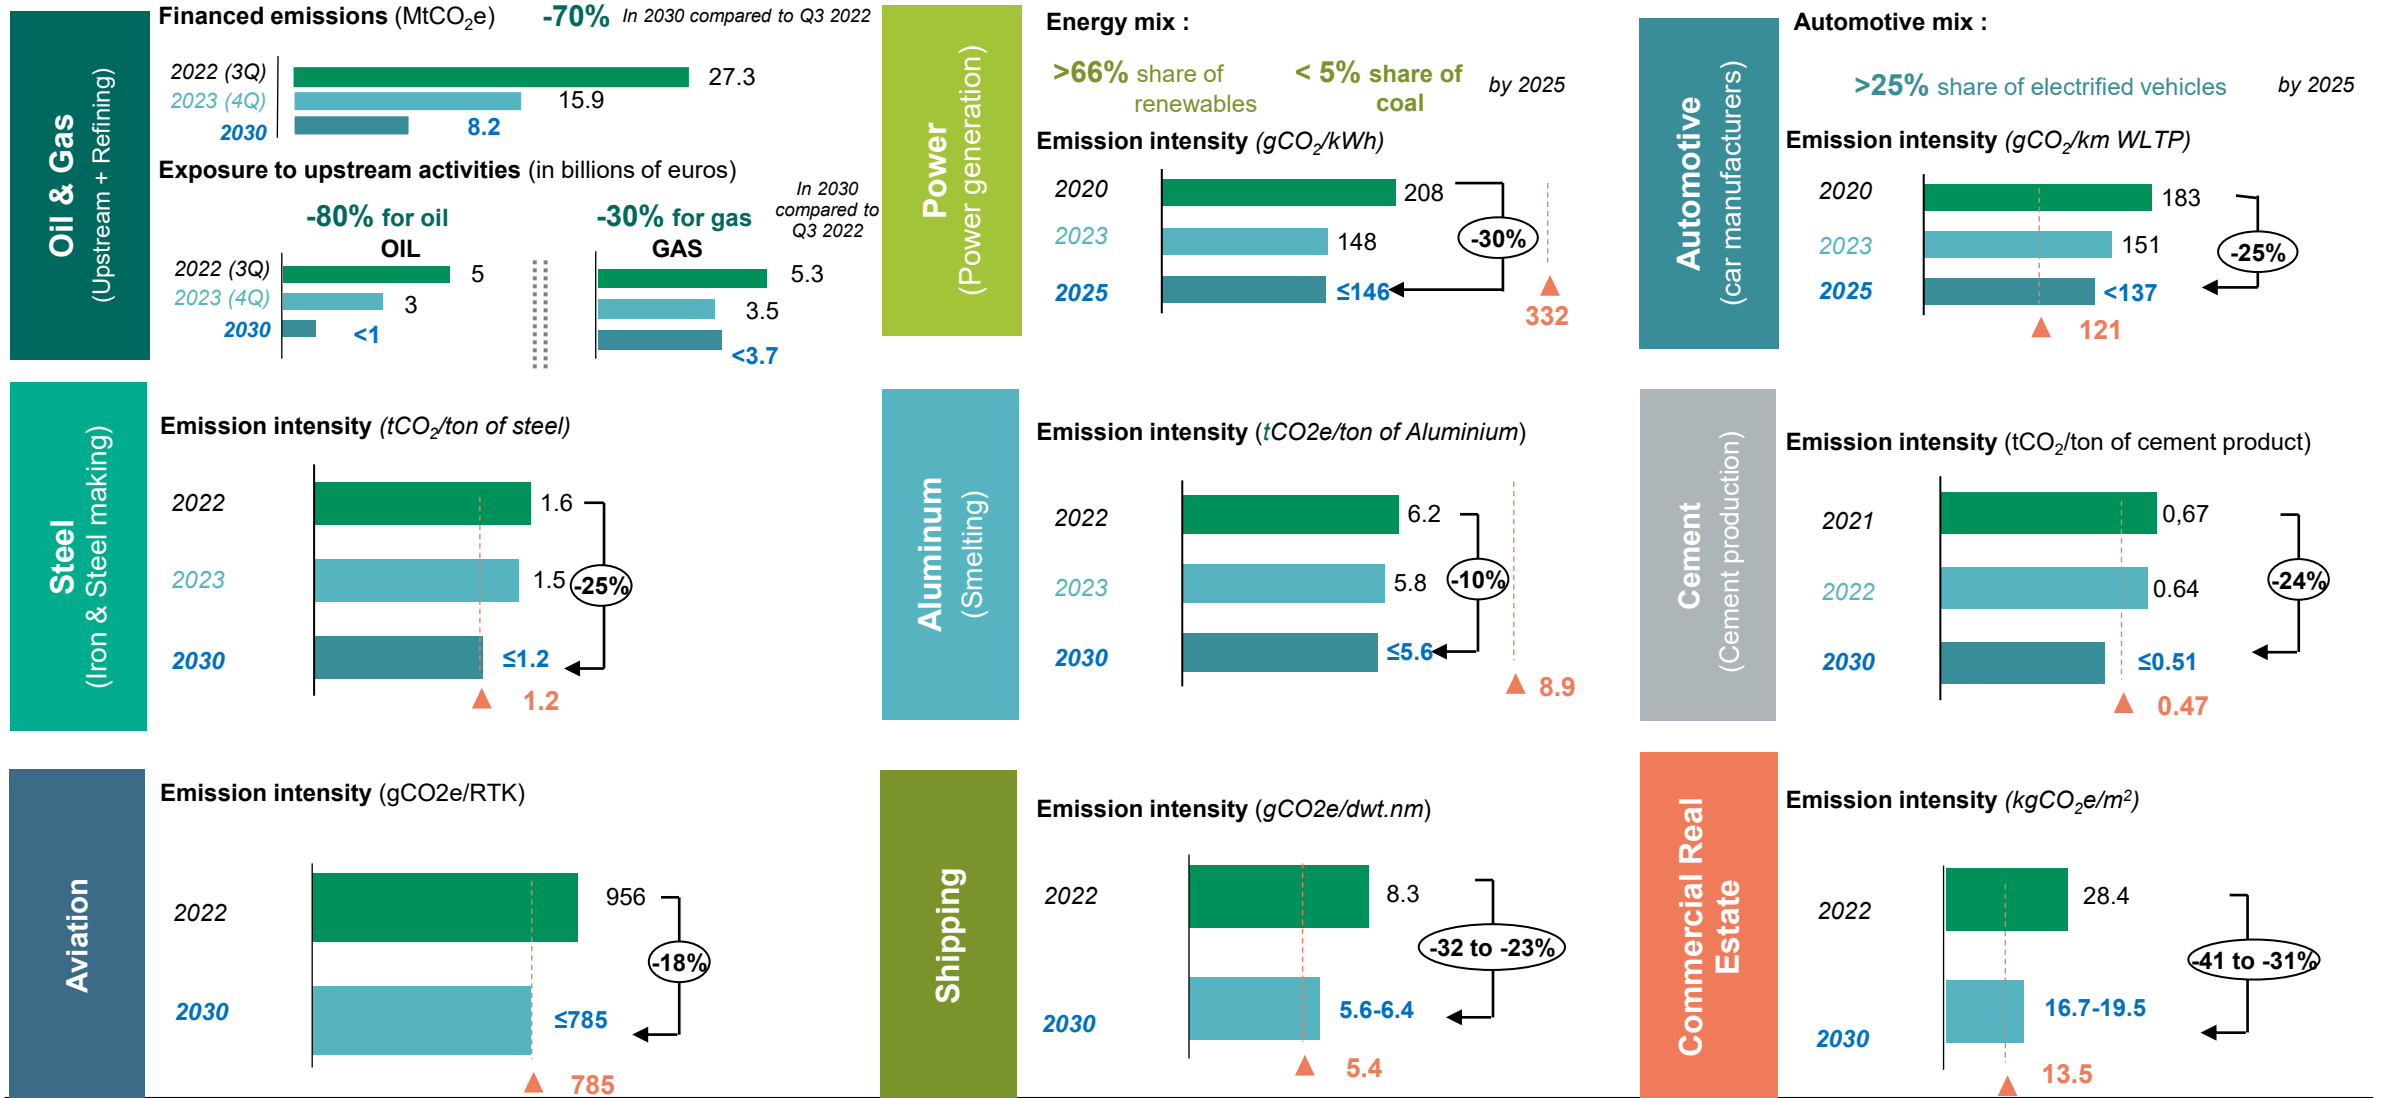 Oil & Gas
(Upstream + Refining)
Financed emissions (MtCO2e)
-70% In 2030 compared to Q3 2022
2022 (3Q)
27.3
2023 (4Q)
15.9
2030
8.2
Exposure to upstream activities (in billions of euros)
In 2030
compared to
Q3 2022
-80% for oil
OIL
2022 (3Q)
5
2023 (4Q)
3
2030
<1
-30% for gas
GAS
5.3
3.5
<3.7
Power
(Power generation)
Energy mix :
>66% share of
renewables
< 5% share of
coal
by 2025
Emission intensity (gCO2/kWh)
2020
208
2023
148
2025
≤146
-30%
332
Automotive
(car manufacturers)
Automotive mix :
>25% share of electrified vehicles
by 2025
Emission intensity (gCO2/km WLTP)
2020
183
2023
151
2025
<137
-25%
121
Steel
(Iron & Steel making)
Emission intensity (tCO2/ton of steel)
2022
1.6
2023
1.5
2030
≤1.2
-25%
1.2
Aluminum
(Smelting)
Emission intensity (tCO2e/ton of Aluminium)
2022
6.2
2023
5.8
2030
≤5.6
-10%
8.9
Cement
(Cement production)
Emission intensity (tCO2/ton of cement product)
2021
0,67
2022
0.64
2030
≤0.51
-24%
0.47
Aviation
Emission intensity (gCO2e/RTK)
2022
956
2030
≤785
-18%
785
Shipping
Emission intensity (gCO2e/dwt.nm)
2022
8.3
2030
5.6-6.4
-32 to -23%
5.4
Commercial Real
Estate
Emission intensity (kgCO2e/m²)
2022
28.4
2030
16.7-19.5
-41 to -31%
13.5